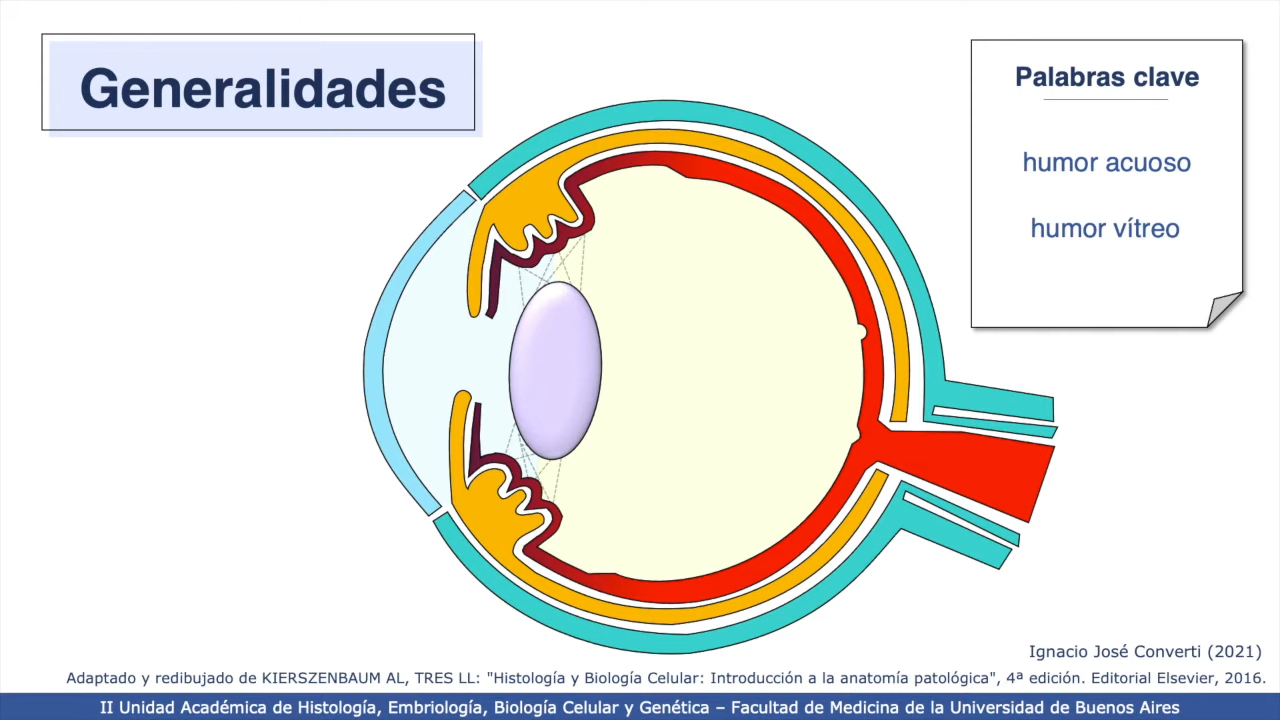 Generalidades
Palabras clave
humor acuoso
humor vítreo
Ignacio José Converti (2021)
Adaptado y redibujado de KIERSZENBAUM AL, TRES LL: "Histología y Biología Celular: Introducción a la anatomía patológica", 4ª edición. Editorial Elsevier, 2016.
II Unidad Académica de Histología, Embriología, Biología Celular y Genética – Facultad de Medicina de la Universidad de Buenos Aires